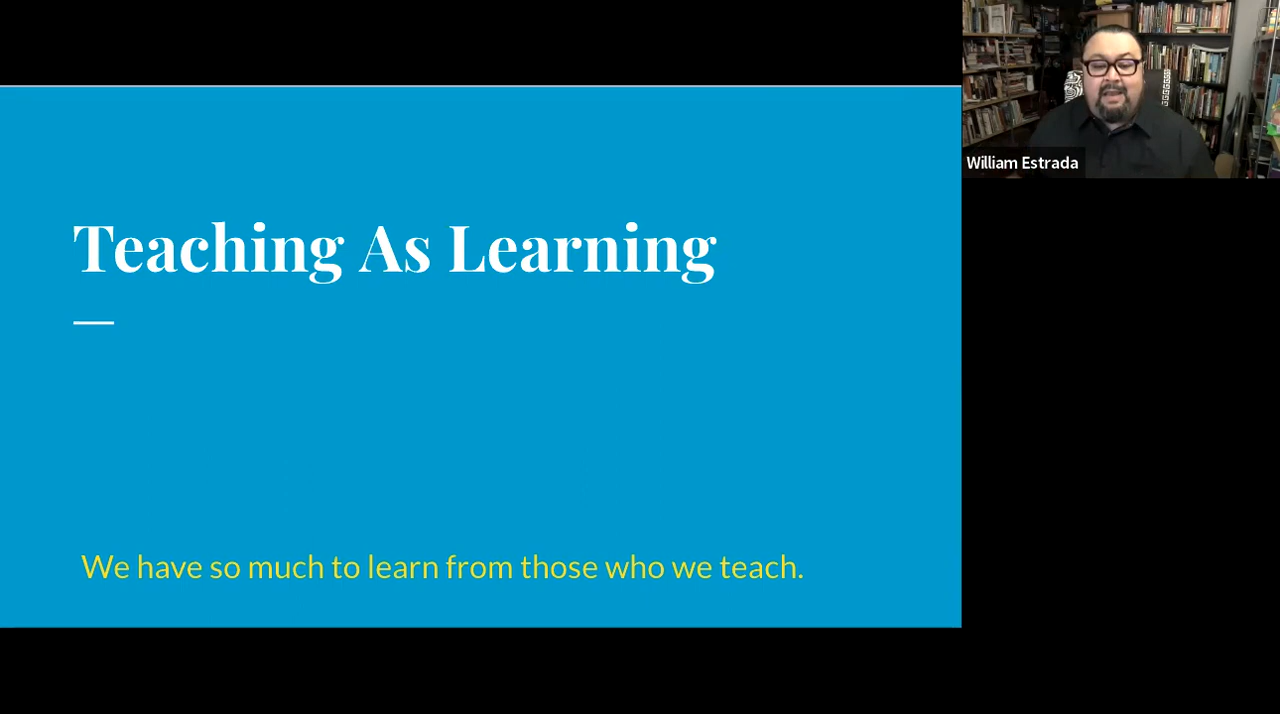 Teaching As Learning
We have so much to learn from those who we teach.
William Estrada